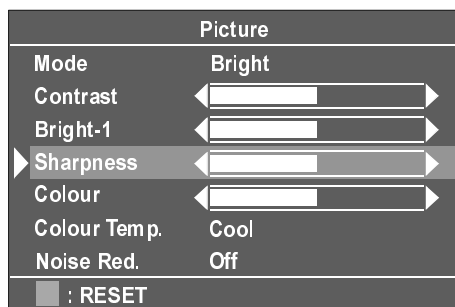 Picture
Mode Bright
Contrast
Bright-1
Sharpness
Colour
Colour Temp. Cool
Noise Red. Off
: RESET